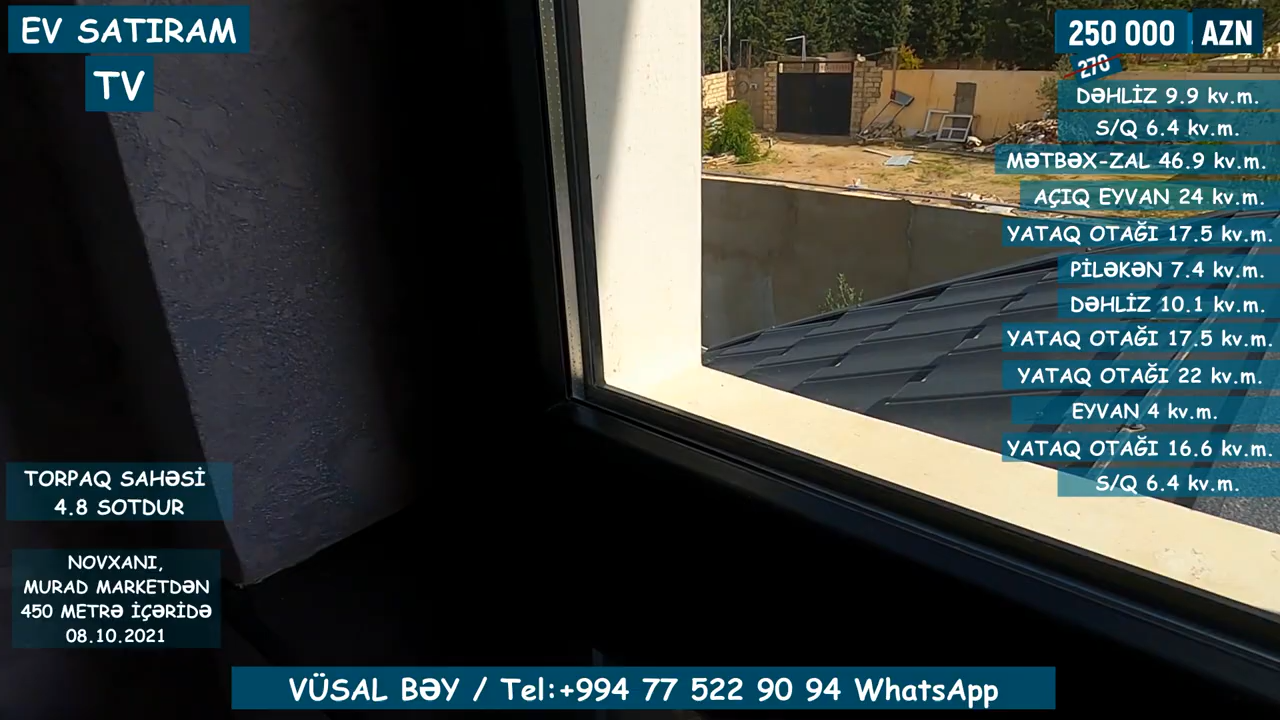 EV SATIRAM
TV
250 000 AZN
270
DƏHLİZ 9.9 kv.m.
S/Q 6.4 kv.m.
MƏTBƏX-ZAL 46.9 kv.m.
AÇIQ EYVAN 24 kv.m.
YATAQ OTAĞI 17.5 kv.m.
PİLƏKƏN 7.4 kv.m.
DƏHLİZ 10.1 kv.m.
YATAQ OTAĞI 17.5 kv.m.
YATAQ OTAĞI 22 kv.m.
EYVAN 4 kv.m.
YATAQ OTAĞI 16.6 kv.m.
S/Q 6.4 kv.m.
TORPAQ SAHƏSİ
4.8 SOTDUR
NOVXANI,
MURAD MARKETDƏN
450 METRƏ İÇƏRİDƏ
08.10.2021
VÜSAL BƏY / Tel:+994 77 522 90 94 WhatsApp